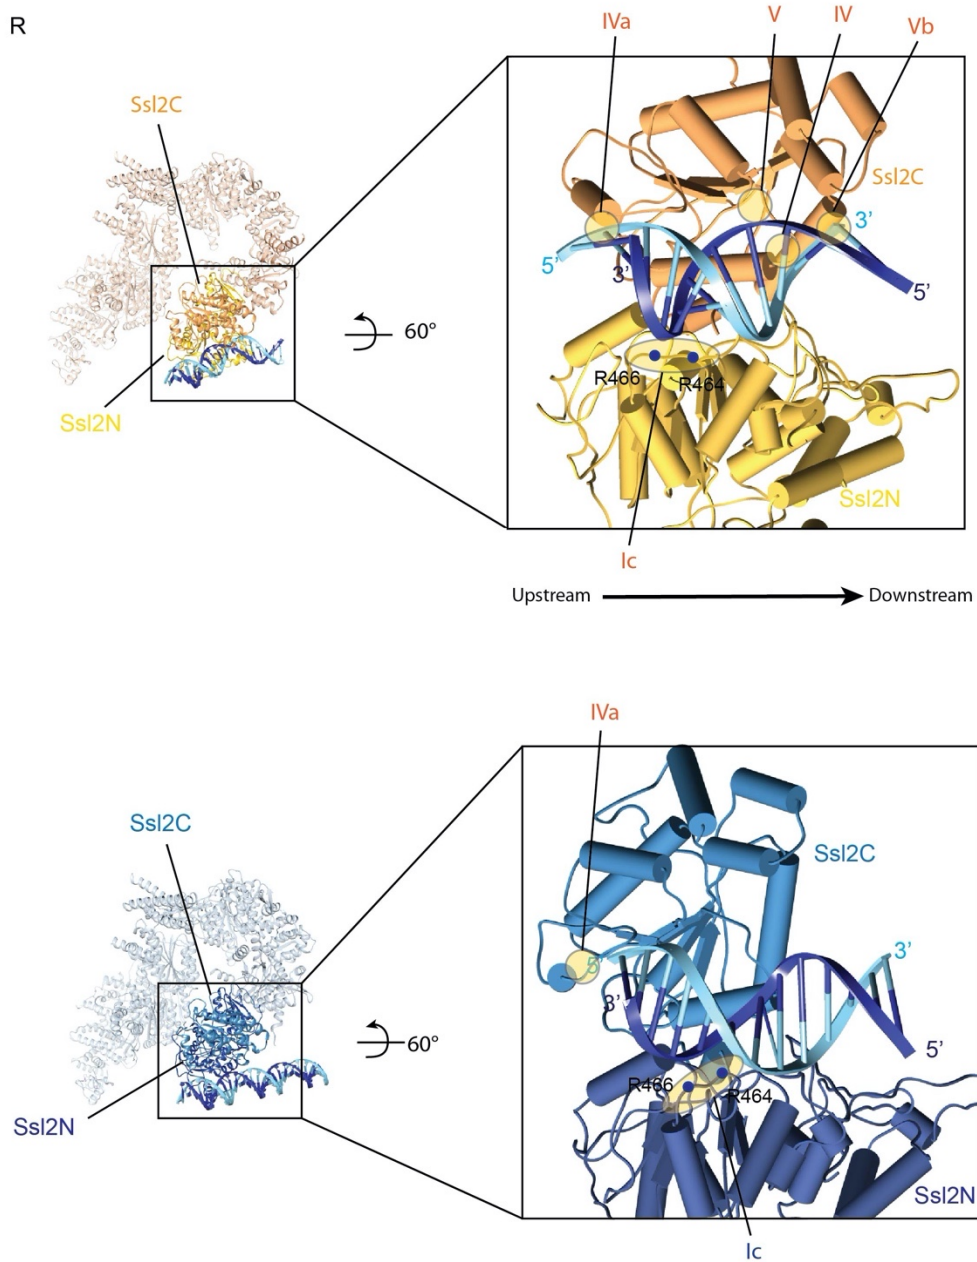 R
IVa
V
IV
Vb
Ssl2C
Ssl2C
5’
3’
3’
5’
60°
R466
R464
Ssl2N
Ssl2N
Ic
Upstream
Downstream
IVa
Ssl2C
Ssl2C
5’
3’
3’
5’
60°
R466
R464
Ssl2N
Ssl2N
Ic